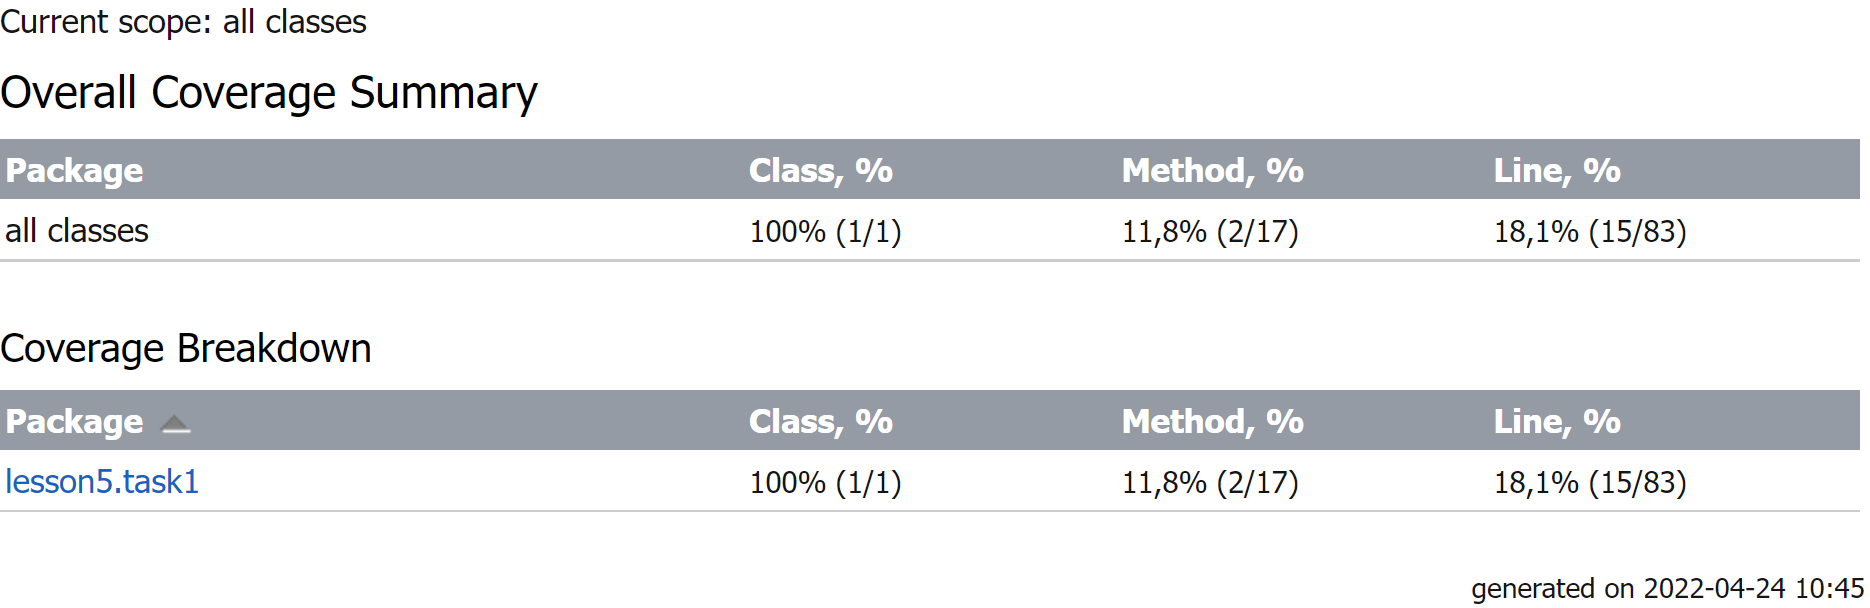 Current scope: all classes
Overall Coverage Summary
Package Class, % Method, % Line, %
all classes 100% (1/1) 11,8% (2/17) 18,1% (15/83)
Coverage Breakdown
Package Class, % Method, % Line, %
lesson5.task1 100% (1/1) 11,8% (2/17) 18,1% (15/83)
generated on 2022-04-24 10:45